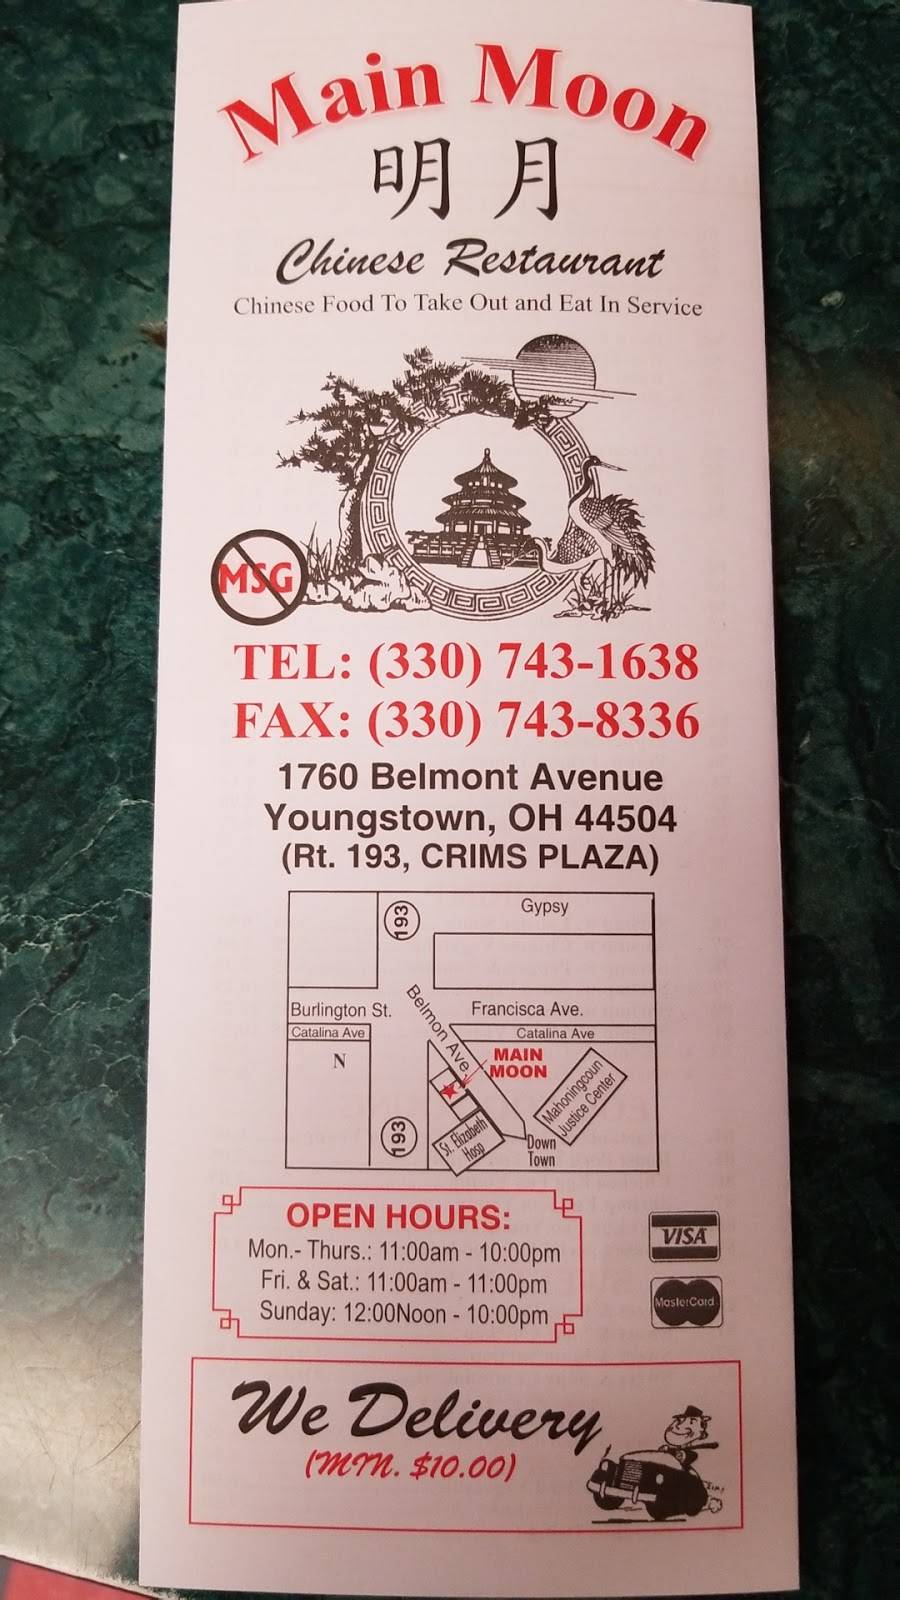 Main Moon
明月
Chinese Restaurant
Chinese Food To Take Out and Eat In Service
MSG
TEL: (330) 743-1638
FAX: (330) 743-8336
1760 Belmont Avenue
Youngstown, OH 44504
(Rt. 193, CRIMS PLAZA)
193
Gypsy
Burlington St.
Belmon Ave.
Francisca Ave.
Catalina Ave
Catalina Ave
N
MAIN
MOON
Mahoningcoun
Justice Center
193
St. Elizabeth
Hosp
Down
Town
OPEN HOURS:
Mon.- Thurs.: 11:00am - 10:00pm
Fri. & Sat.: 11:00am - 11:00pm
Sunday: 12:00Noon - 10:00pm
VISA
MasterCard
We Delivery
(MIN. $10.00)